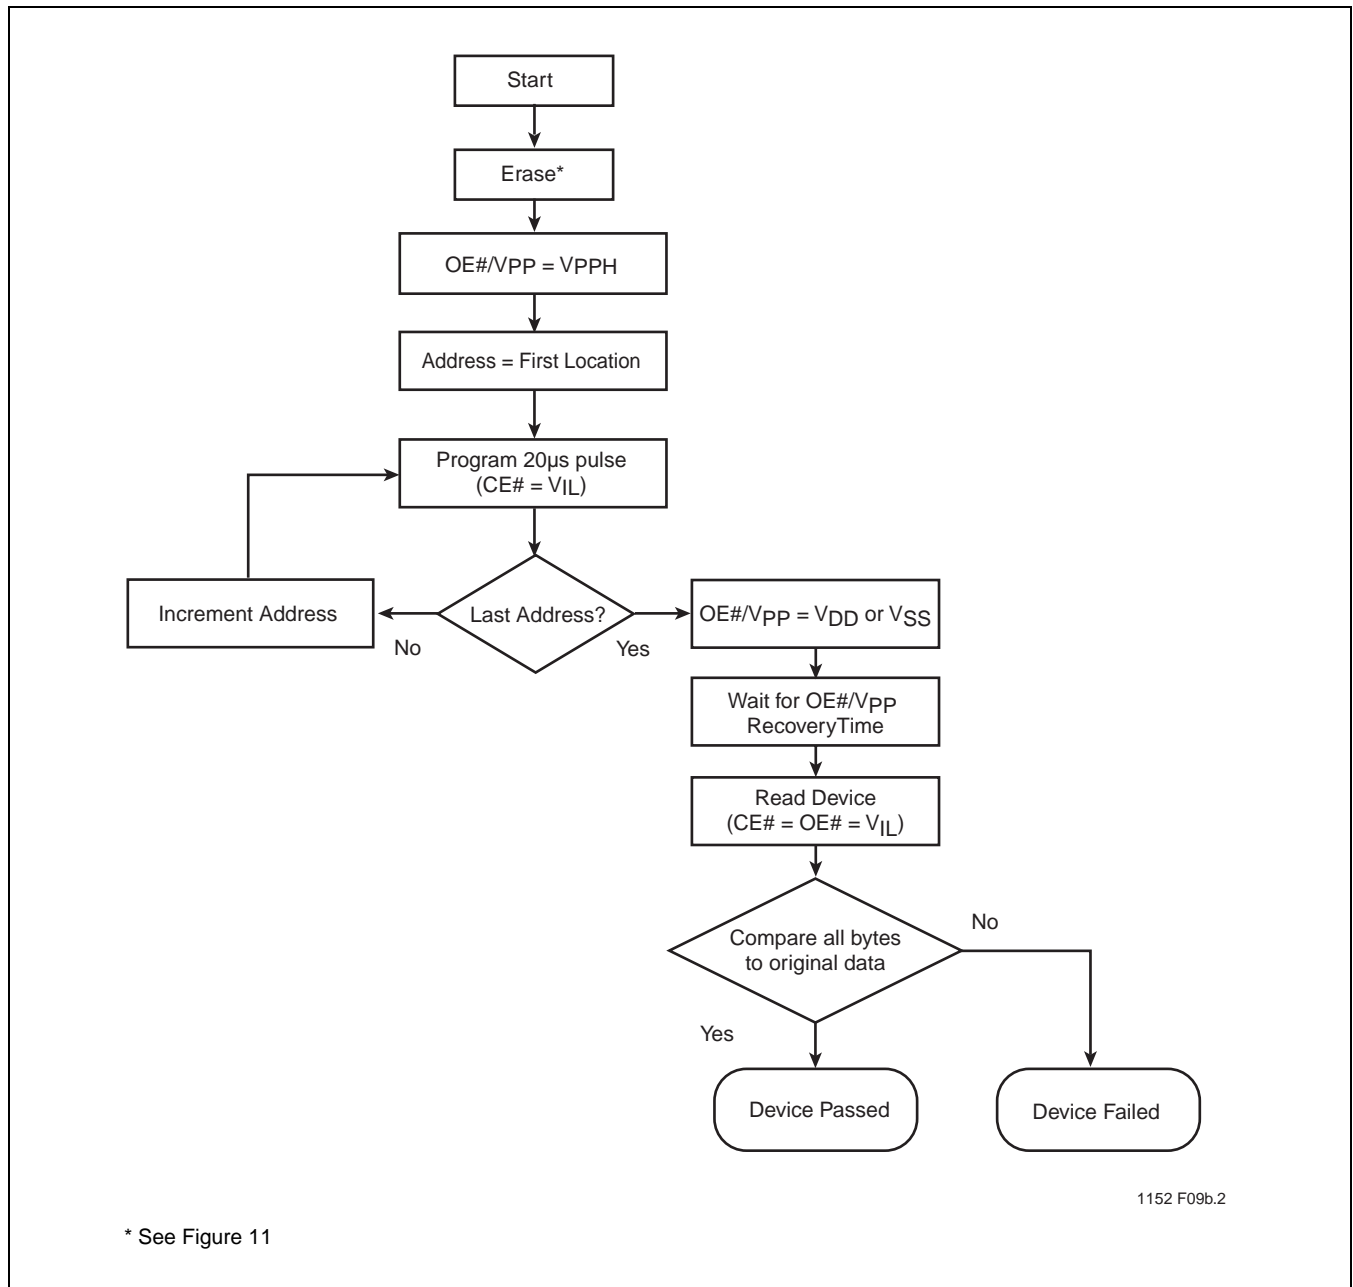 Start
Erase*
OE#/VPP = VPPH
Address = First Location
Program 20µs pulse
(CE# = VIL)
Increment Address
No
Last Address?
Yes
OE#/VPP = VDD or VSS
Wait for OE#/VPP
RecoveryTime
Read Device
(CE# = OE# = VIL)
Compare all bytes
to original data
No
Yes
Device Passed
Device Failed
1152 F09b.2
* See Figure 11